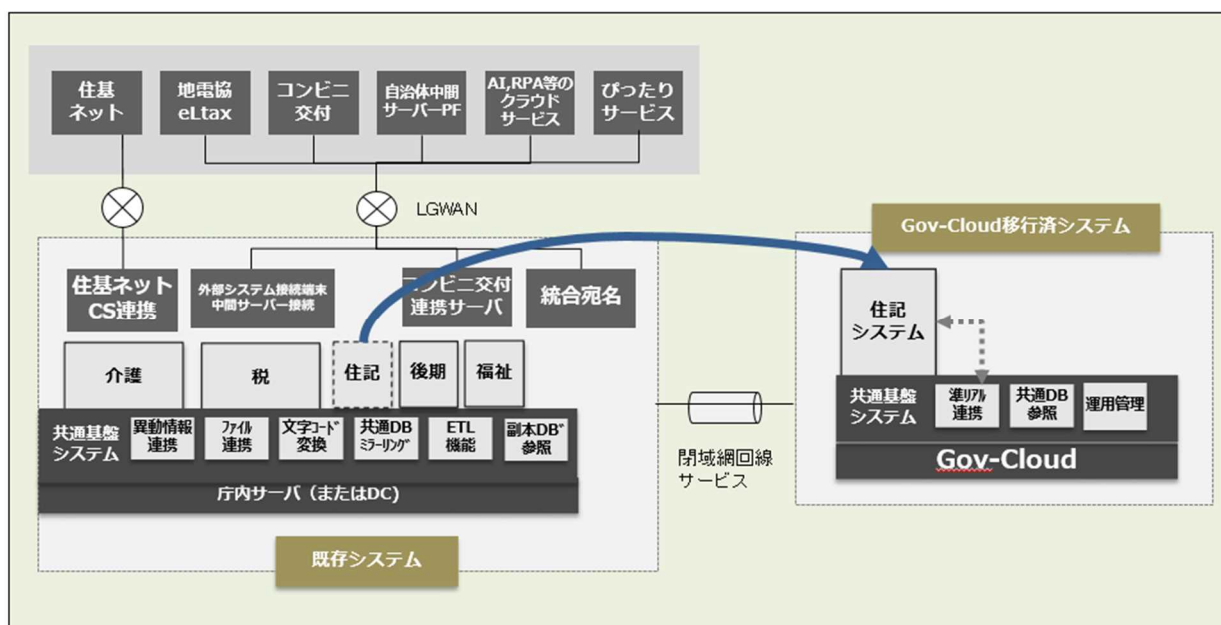 住基
ネット
地電協
eLtax
コンビニ
交付
自治体中間
サーバーPF
AI,RPA等の
クラウド
サービス
ぴったり
サービス
LGWAN
Gov-Cloud移行済システム
住基ネット
CS連携
外部システム接続端末
中間サーバー接続
コンビニ交付
連携サーバ
統合宛名
住記
システム
介護
税
住記
後期
福祉
共通基盤
システム
異動情報
連携
ファイル
連携
文字コード
変換
共通DB
ミラーリング
ETL
機能
副本DB
参照
庁内サーバ（またはDC)
既存システム
閉域網回線
サービス
共通基盤
システム
準リアル
連携
共通DB
参照
運用管理
Gov-Cloud